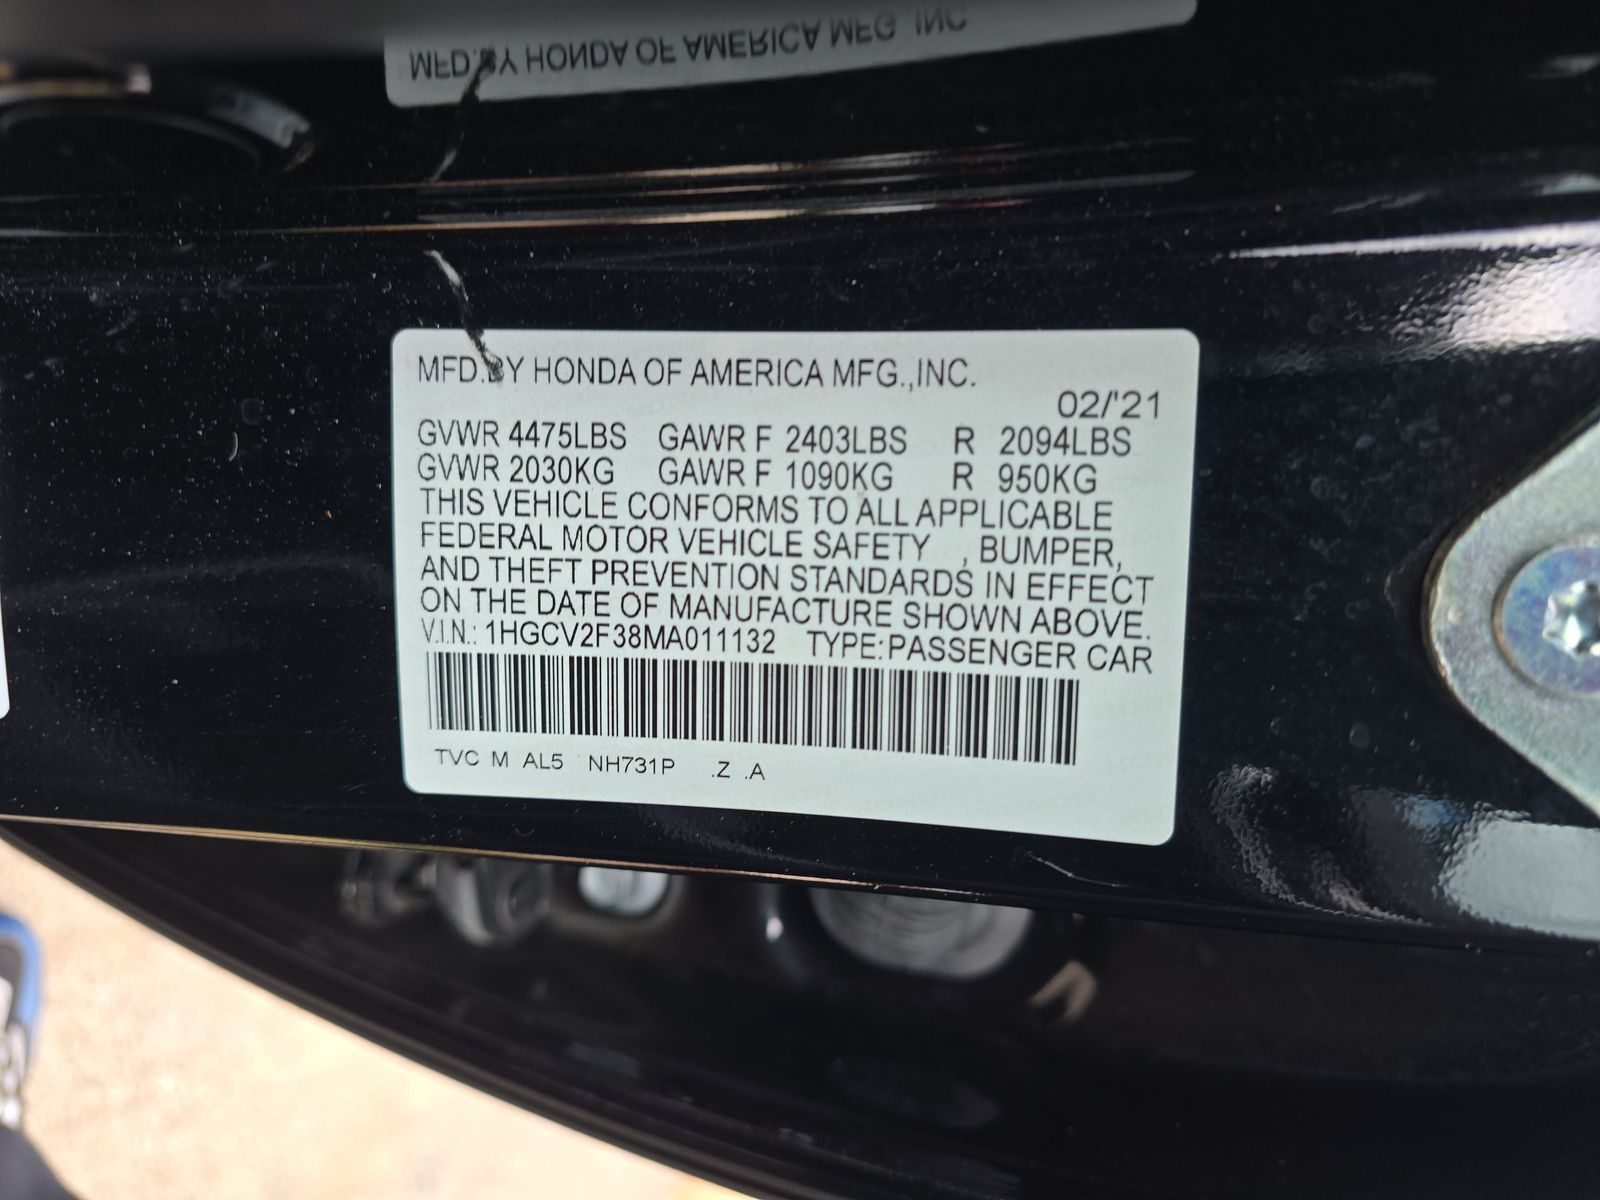 MFD.BY HONDA OF AMERICA MFG., INC
MFD.BY HONDA OF AMERICA MFG.,INC.
02/'21
GVWR 4475LBS GAWR F 2403LBS R 2094LBS
GVWR 2030KG GAWR F 1090KG R 950KG
THIS VEHICLE CONFORMS TO ALL APPLICABLE
FEDERAL MOTOR VEHICLE SAFETY , BUMPER,
AND THEFT PREVENTION STANDARDS IN EFFECT
ON THE DATE OF MANUFACTURE SHOWN ABOVE.
V.I.N.: 1HGCV2F38MA011132 TYPE:PASSENGER CAR
TVC M AL5 NH731P .Z .A